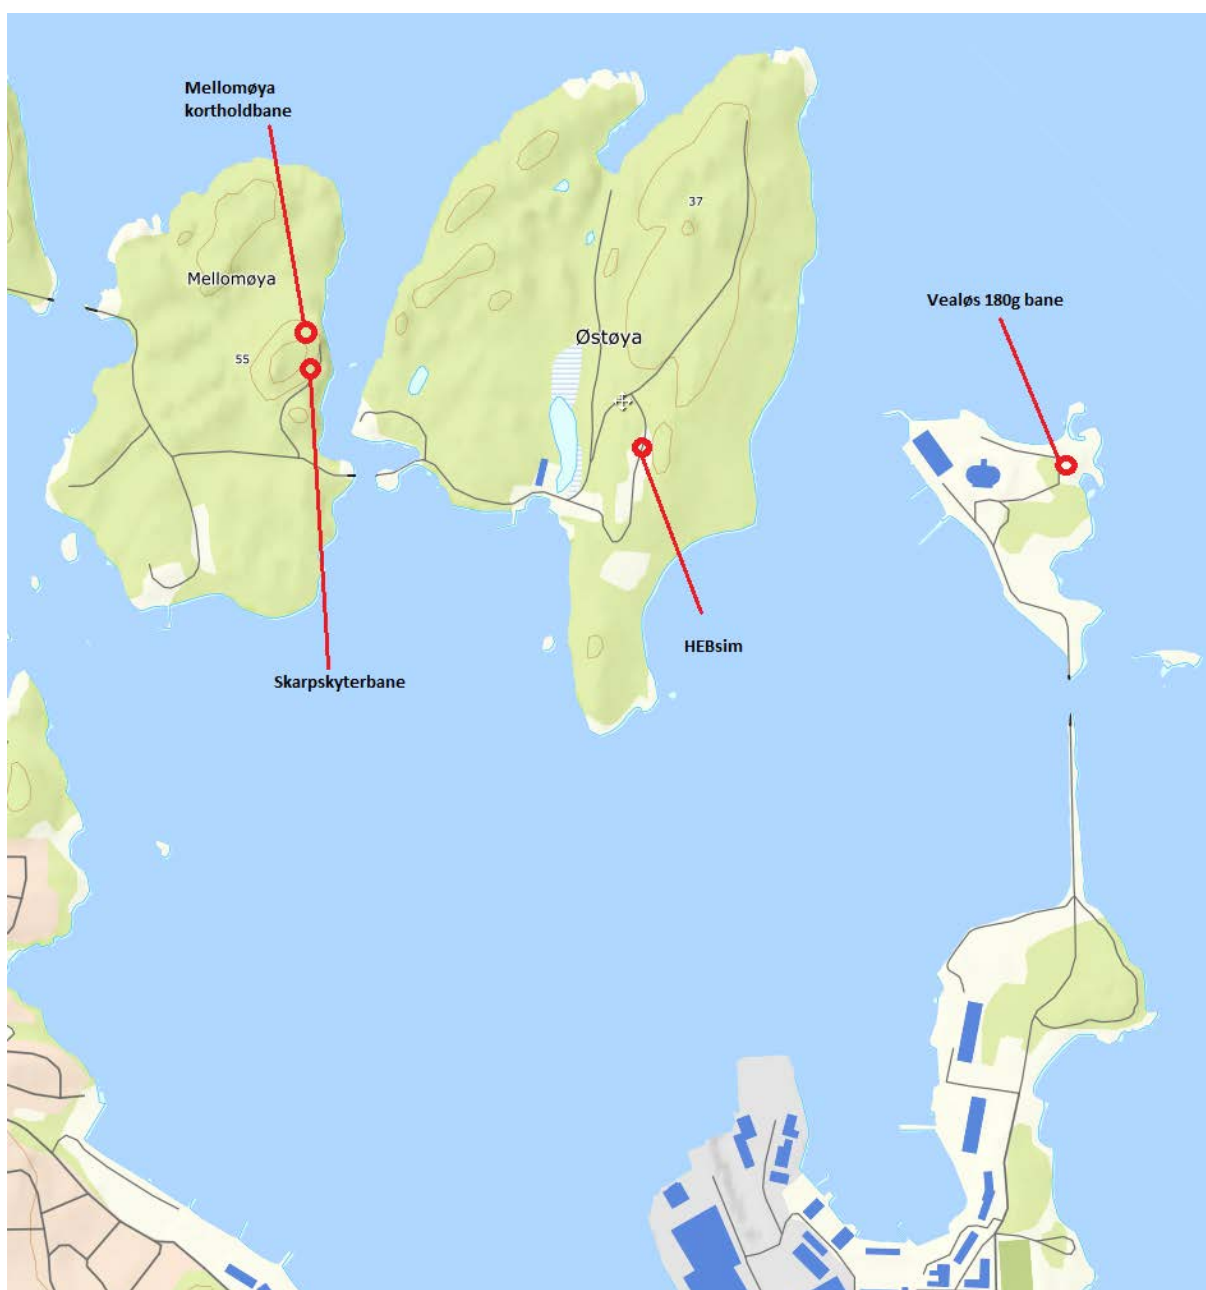 Mellomøya
kortholdbane
37
Mellomøya
Vealøs 180g bane
Østøya
55
HEBsim
Skarpskyterbane